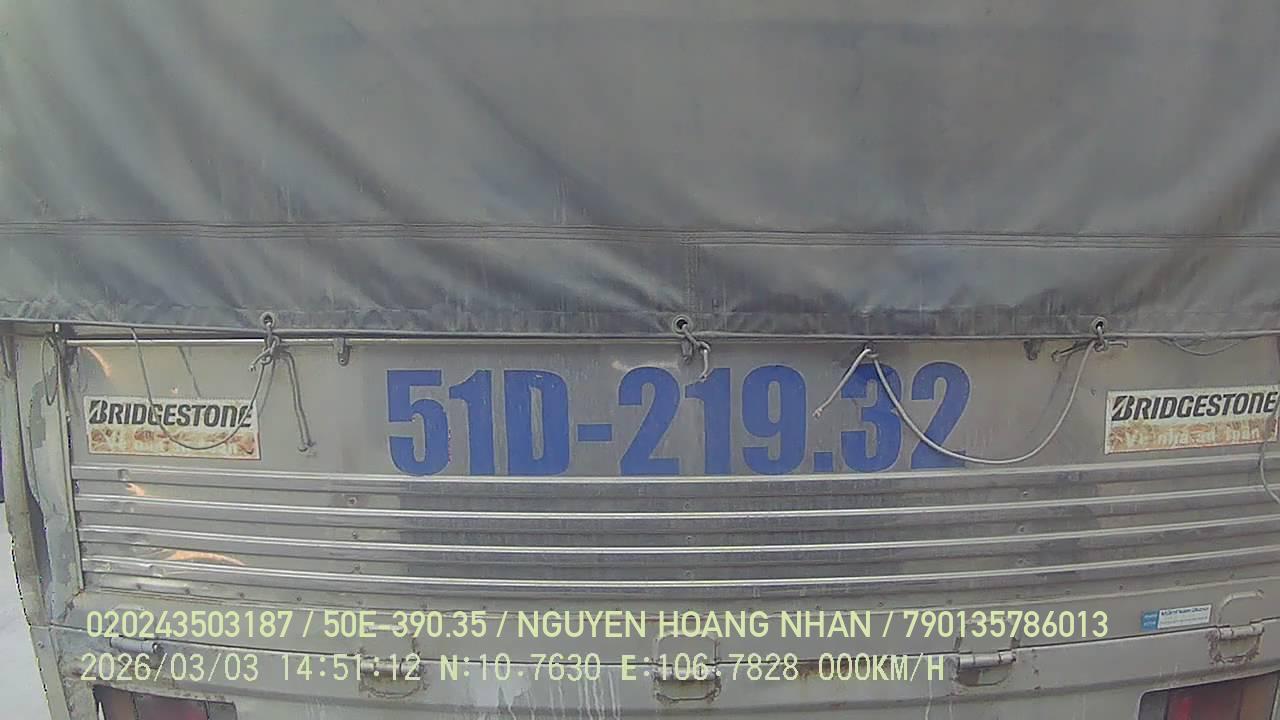 51D-219.32
BRIDGESTONE
BRIDGESTONE
020243503187 / 50E-390.35 / NGUYEN HOANG NHAN / 790135786013
2026/03/03 14:51:12 N:10.7630 E:106.7828 000KM/H